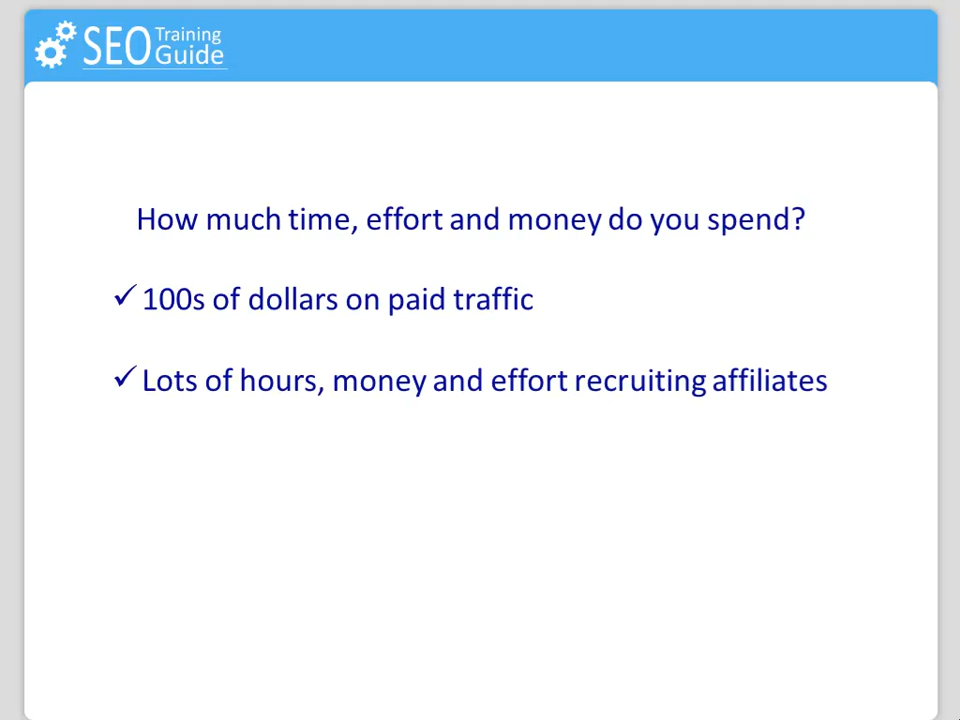 SEO Training Guide
How much time, effort and money do you spend?
✓ 100s of dollars on paid traffic
✓ Lots of hours, money and effort recruiting affiliates